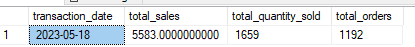 transaction_date total_sales total_quantity_sold total_orders
1 2023-05-18 5583.0000000000 1659 1192